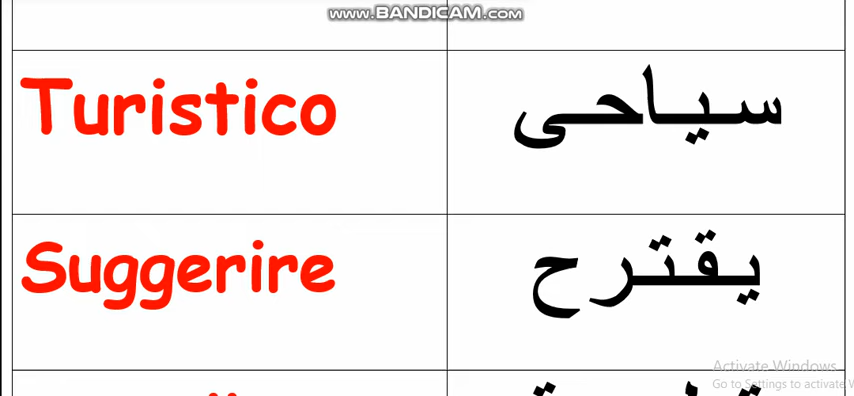 www.BANDICAM.com
Turistico سياحى
Suggerire يقترح
Activate Windows
Go to Settings to activate W